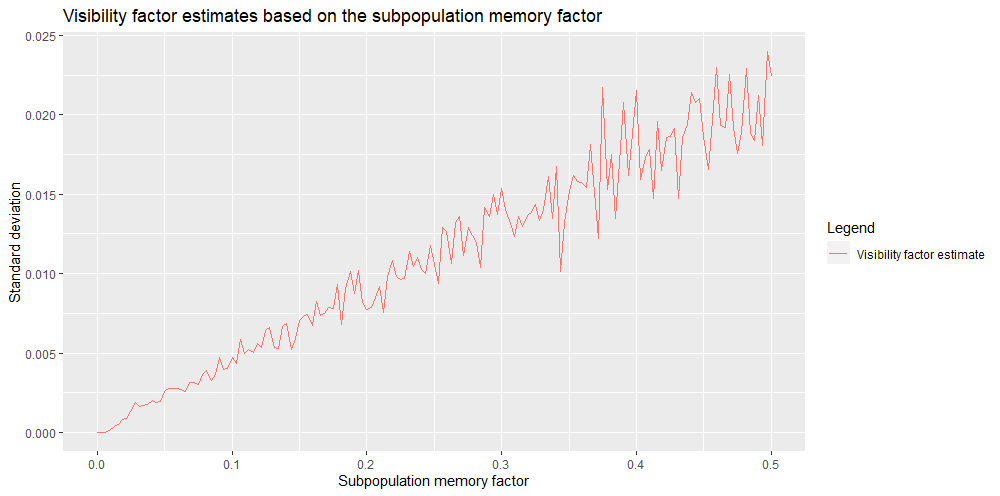 Visibility factor estimates based on the subpopulation memory factor
0.025
0.020
0.015
0.010
0.005
0.000
Standard deviation
0.0 0.1 0.2 0.3 0.4 0.5
Subpopulation memory factor
Legend
Visibility factor estimate